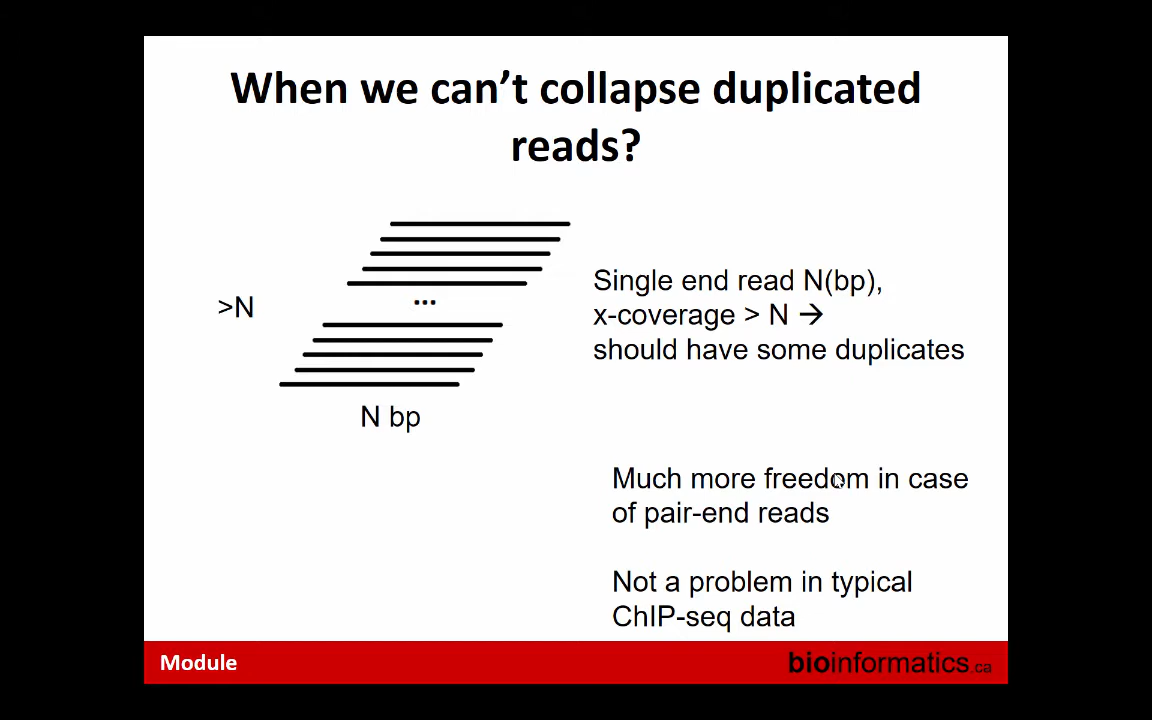 When we can't collapse duplicated
reads?
>N
...
N bp
Single end read N(bp),
x-coverage > N →
should have some duplicates
Much more freedom in case
of pair-end reads
Not a problem in typical
ChIP-seq data
Module
bioinformatics.ca